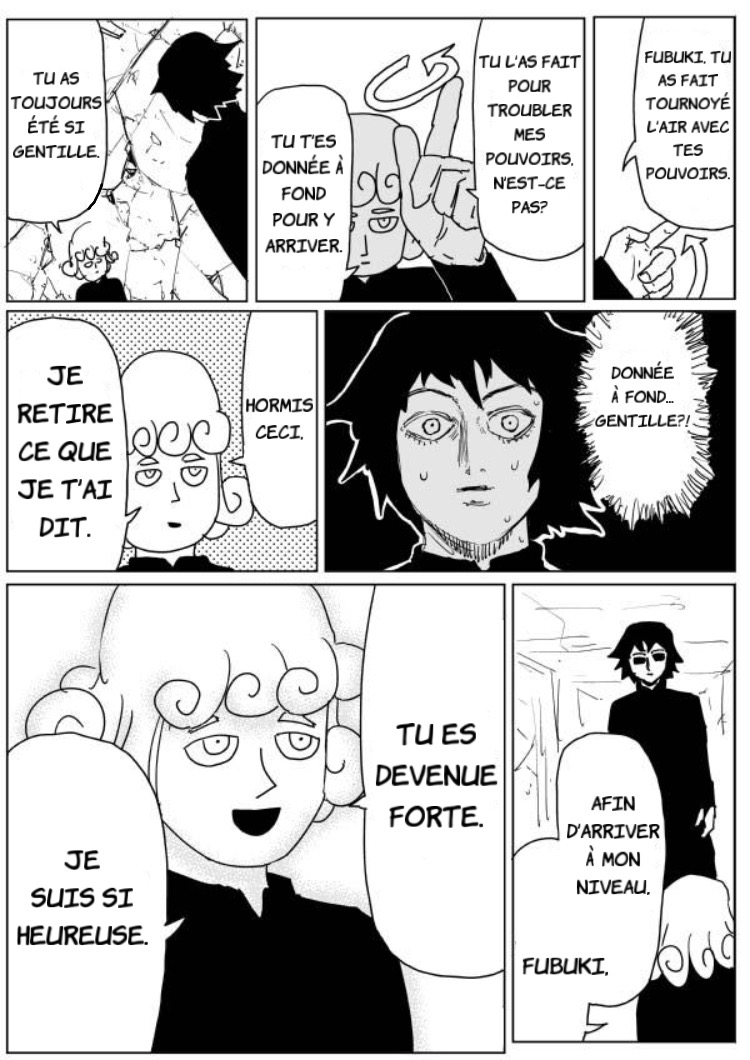 FUBUKI. TU
AS FAIT
TOURNOYÉ
L'AIR AVEC
TES
POUVOIRS.
TU L'AS FAIT
POUR
TROUBLER
MES
POUVOIRS.
N'EST-CE
PAS?
TU T'ES
DONNÉE À
FOND
POUR Y
ARRIVER.
TU AS
TOUJOURS
ÉTÉ SI
GENTILLE.
DONNÉE
À FOND...
GENTILLE?!
HORMIS
CECI.
JE
RETIRE
CE QUE
JE T'AI
DIT.
AFIN
D'ARRIVER
À MON
NIVEAU.
FUBUKI.
TU ES
DEVENUE
FORTE.
JE
SUIS SI
HEUREUSE.